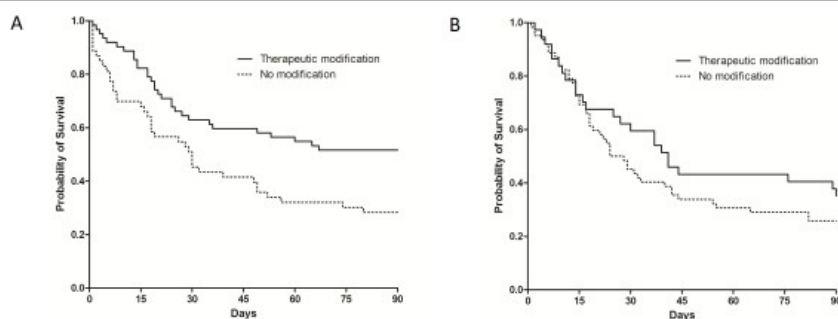 A
Probability of Survival
1.0
0.8
0.6
0.4
0.2
0.0
Therapeutic modification
No modification
0 15 30 45 60 75 90
Days
B
Probability of Survival
1.0
0.8
0.6
0.4
0.2
0.0
Therapeutic modification
No modification
0 15 30 45 60 75 90
Days